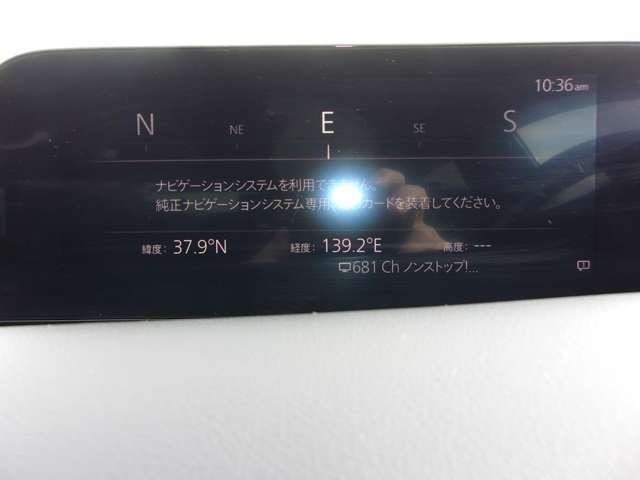 10:36am
N NE E SE S
ナビゲーションシステムを利用で
純正ナビゲーションシステム専用 カードを装着してください。
緯度: 37.9°N 経度: 139.2°E 高度: ---
681 Ch ノンストップ!...